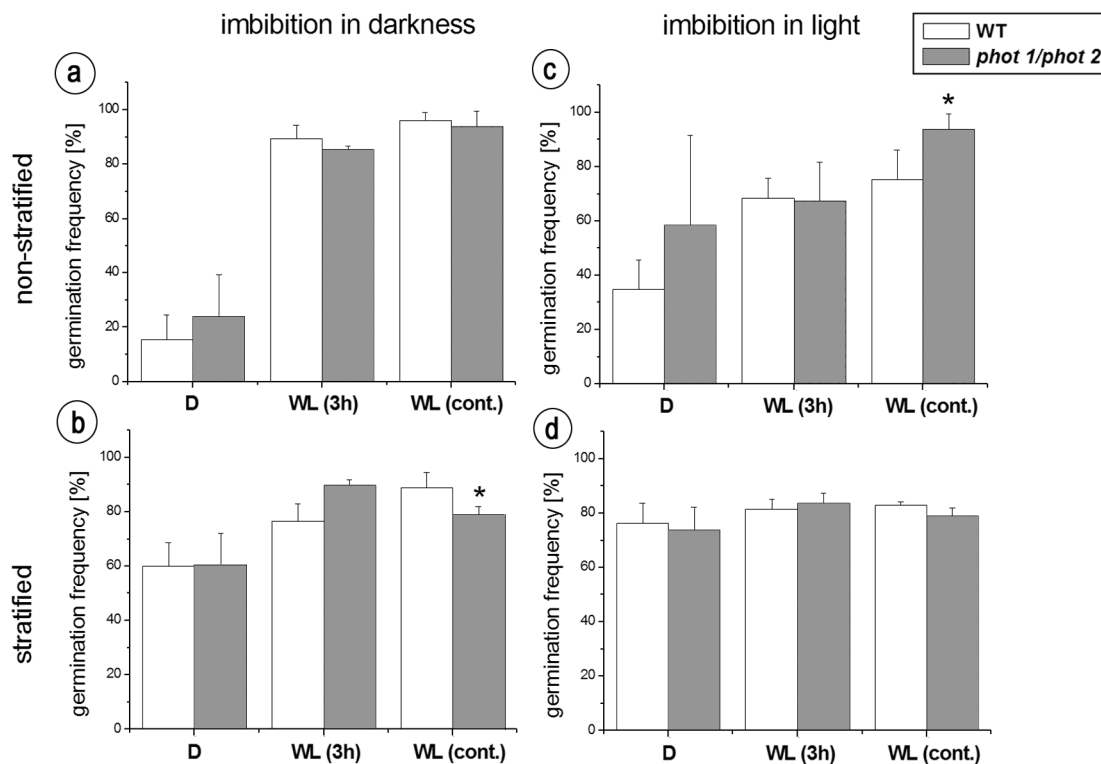 imbibition in darkness
imbibition in light
WT
phot 1/phot 2
non-stratified
stratified
a
germination frequency [%]
100
80
60
40
20
0
D
WL (3h)
WL (cont.)
c
germination frequency [%]
100
80
60
40
20
0
*
D
WL (3h)
WL (cont.)
b
germination frequency [%]
100
80
60
40
20
0
*
D
WL (3h)
WL (cont.)
d
germination frequency [%]
100
80
60
40
20
0
D
WL (3h)
WL (cont.)